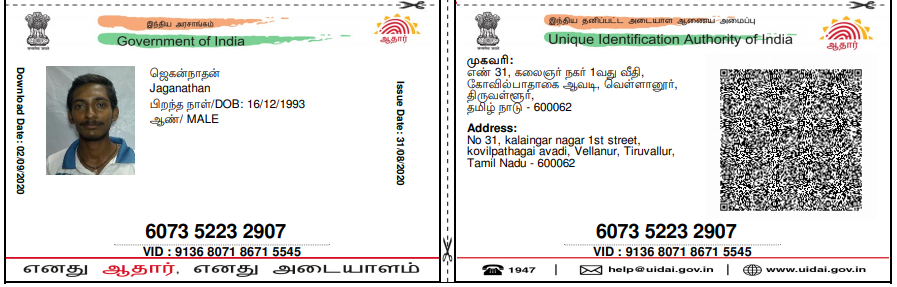 இந்திய அரசாங்கம்
Government of India
ஆதார்
Download Date: 02/09/2020
ஜெகன்நாதன்
Jaganathan
பிறந்த நாள்/DOB: 16/12/1993
ஆண்/ MALE
Issue Date: 31/08/2020
6073 5223 2907
VID : 9136 8071 8671 5545
எனது ஆதார், எனது அடையாளம்
இந்திய தனிப்பட்ட அடையாள ஆணைய அமைப்பு
Unique Identification Authority of India
ஆதார்
முகவரி:
எண் 31, கலைஞர் நகர் 1வது வீதி,
கோவில்பாதாகை ஆவடி, வெள்ளானூர்,
திருவள்ளூர்,
தமிழ் நாடு - 600062
Address:
No 31, kalaingar nagar 1st street,
kovilpathagai avadi, Vellanur, Tiruvallur,
Tamil Nadu - 600062
6073 5223 2907
VID : 9136 8071 8671 5545
1947 | help@uidai.gov.in | www.uidai.gov.in